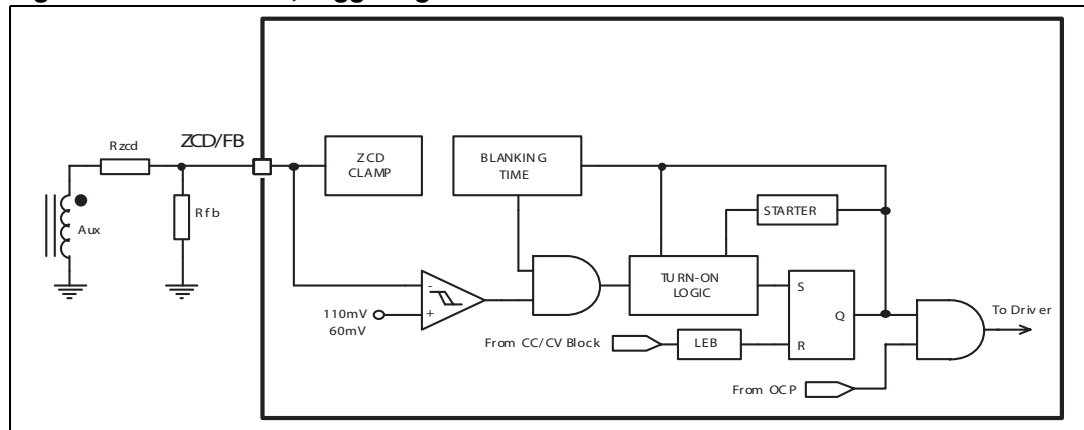 Rzcd
ZCD/FB
Rfb
Aux
ZCD
CLAMP
BLANKING
TIME
STARTER
TURN-ON
LOGIC
110mV
60mV
-
+
S
R
Q
From CC/CV Block
LEB
From OCP
To Driver